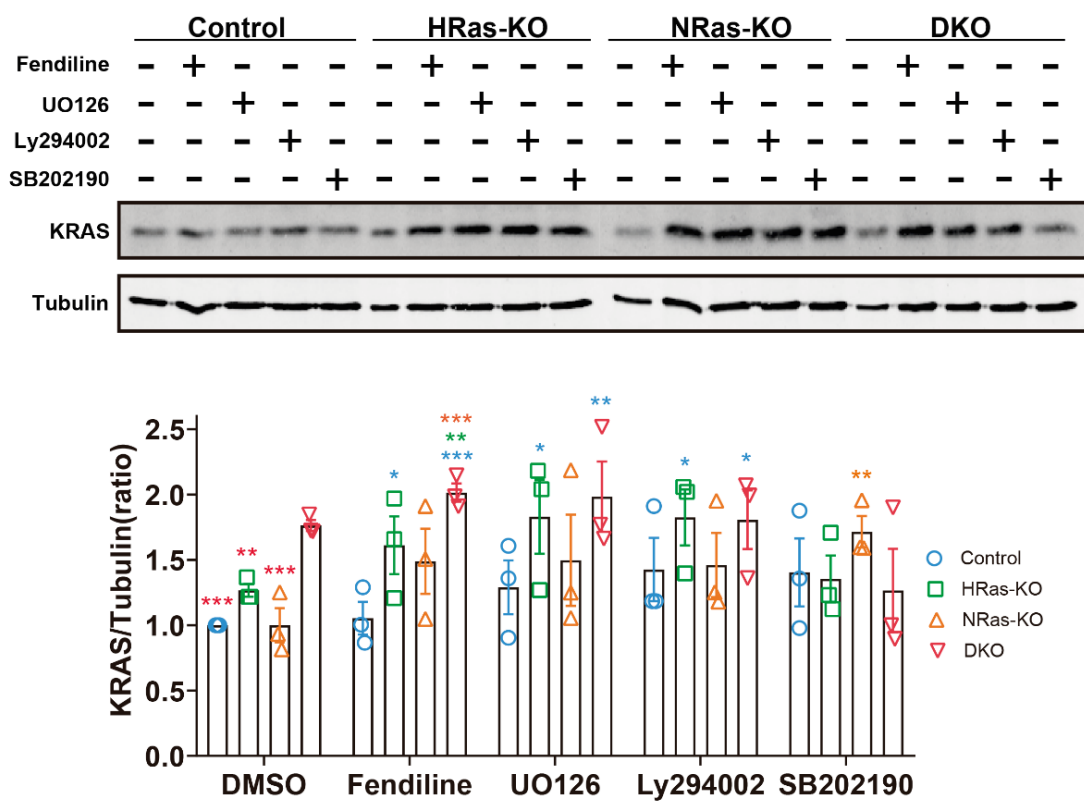 Control HRas-KO NRas-KO DKO
Fendiline - + - - - - + - - - - + - - - - + - - -
UO126 - - + - - - - + - - - - + - - - - + - -
Ly294002 - - - + - - - - + - - - - + - - - - + -
SB202190 - - - - + - - - - + - - - - + - - - - +
KRAS
Tubulin
KRAS/Tubulin(ratio)
2.5
2.0
1.5
1.0
0.5
0.0
*** ** ***
* *** ** ***
* **
* *
**
Control
HRas-KO
NRas-KO
DKO
DMSO Fendiline UO126 Ly294002 SB202190